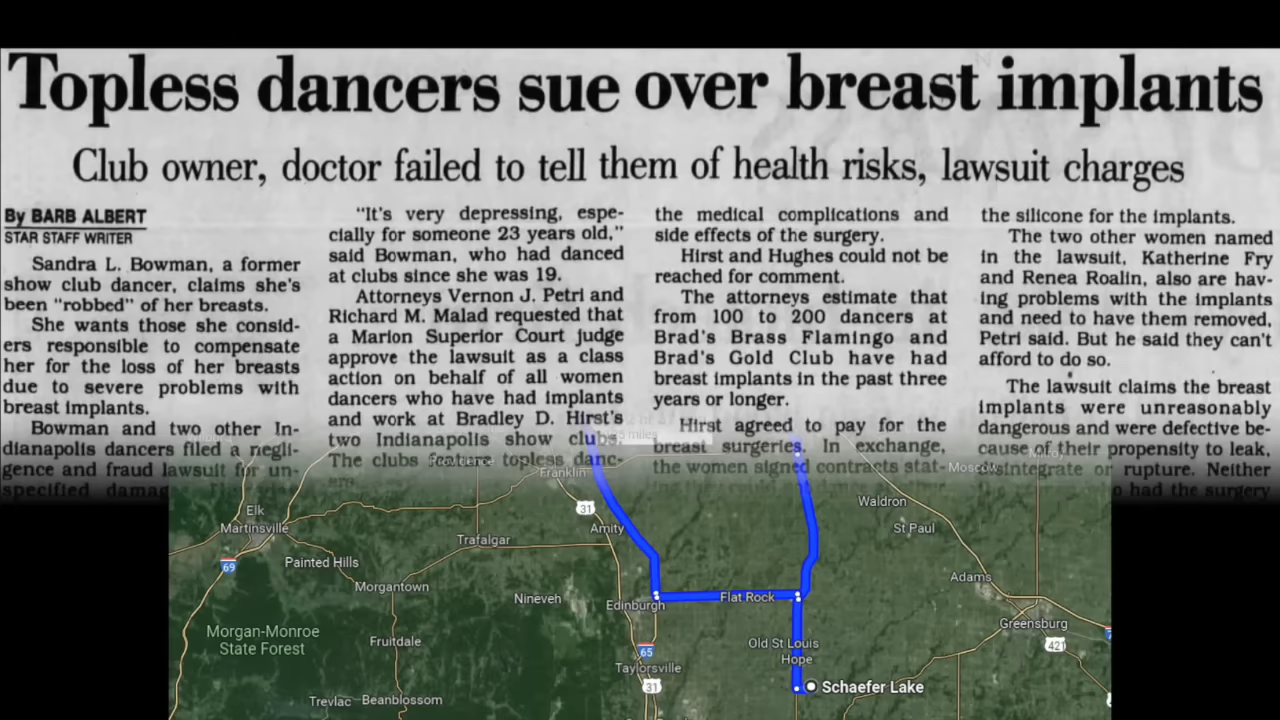 Topless dancers sue over breast implants
Club owner, doctor failed to tell them of health risks, lawsuit charges
By BARB ALBERT
STAR STAFF WRITER
Sandra L. Bowman, a former
show club dancer, claims she's
been "robbed" of her breasts.
She wants those she consid-
ers responsible to compensate
her for the loss of her breasts
due to severe problems with
breast implants.
Bowman and two other In-
dianapolis dancers filed a negli-
gence and fraud lawsuit for un-
specified
"It's very depressing, espe-
cially for someone 23 years old,"
said Bowman, who had danced
at clubs since she was 19.
Attorneys Vernon J. Petri and
Richard M. Malad requested that
a Marion Superior Court judge
approve the lawsuit as a class
action on behalf of all women
dancers who have had implants
and work at Bradley D. Hirst's
two Indianapolis show clubs.
The clubs feature topless danc-
the medical complications and
side effects of the surgery.
Hirst and Hughes could not be
reached for comment.
The attorneys estimate that
from 100 to 200 dancers at
Brad's Brass Flamingo and
Brad's Gold Club have had
breast implants in the past three
years or longer.
Hirst agreed to pay for the
breast surgeries. In exchange,
the women signed contracts stat-
the silicone for the implants.
The two other women named
in the lawsuit, Katherine Fry
and Renea Roalin, also are hav-
ing problems with the implants
and need to have them removed,
Petri said. But he said they can't
afford to do so.
The lawsuit claims the breast
implants were unreasonably
dangerous and were defective be-
cause of their propensity to leak,
disintegrate or rupture. Neither
had the surgery
miles
Franklin
31
Amity
Elk
Martinsville
69
Painted Hills
Trafalgar
Morgantown
Nineveh
Edinburgh
Flat Rock
Waldron
St Paul
Adams
Greensburg
421
Morgan-Monroe
State Forest
Fruitdale
65
Taylorsville
31
Old St Louis
Hope
Schaefer Lake
Trevlac
Beanblossom